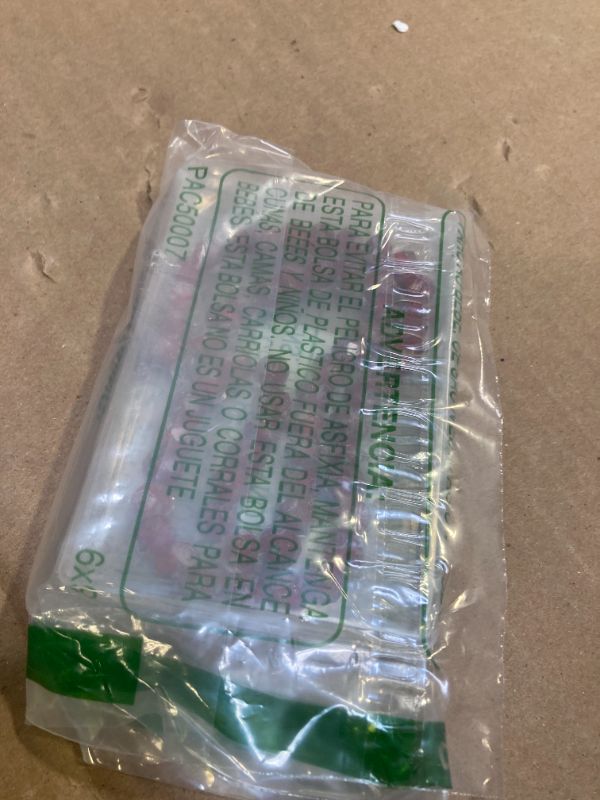 ADVERTENCIA:
PARA EVITAR EL PELIGRO DE ASFIXIA MANTENGA
ESTA BOLSA DE PLASTICO FUERA DEL ALCANCE
DE BEBES Y NINOS. NO USAR ESTA BOLSA EN
CUNAS, CAMAS, CARRIOLAS O CORRALES PARA
BEBES. ESTA BOLSA NO ES UN JUGUETE
PAC50007